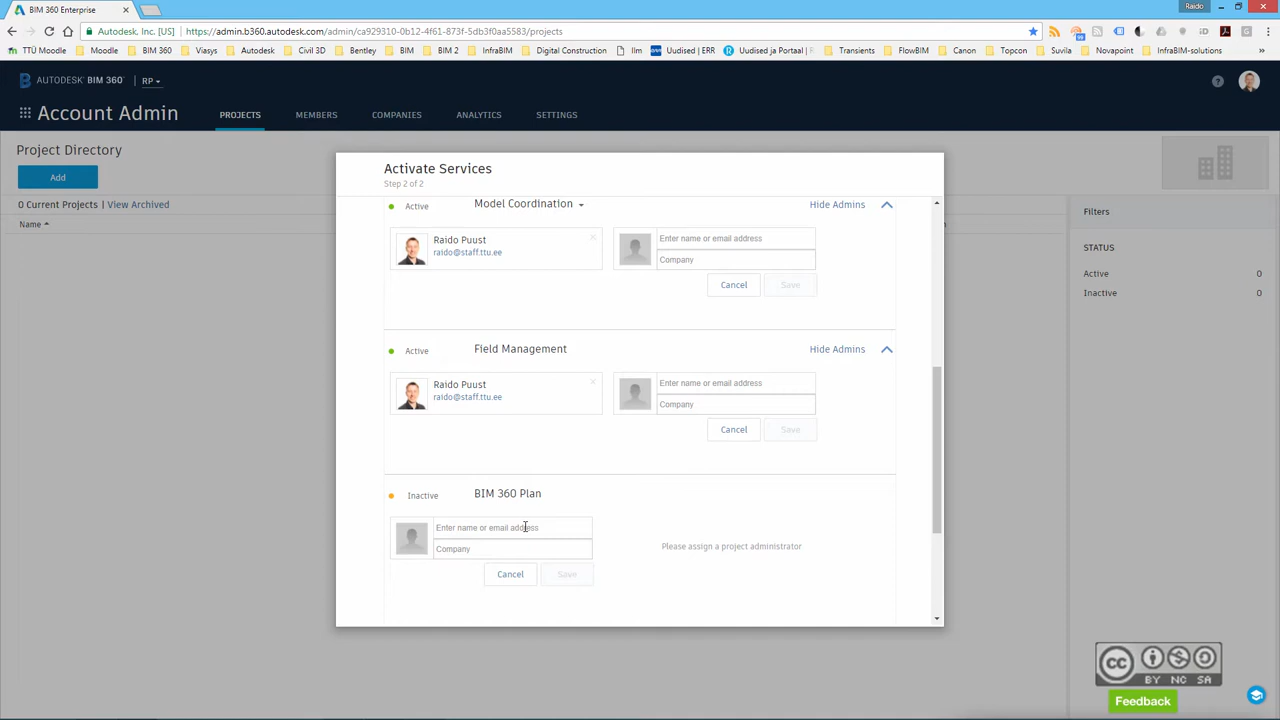 BIM 360 Enterprise
Raido
Autodesk, Inc. [US]
https://admin.b360.autodesk.com/admin/ca929310-0b12-4f61-873f-5db3f0aa5583/projects
TTÜ Moodle
Moodle
BIM 360
Viasys
Autodesk
Civil 3D
Bentley
BIM
BIM 2
InfraBIM
Digital Construction
Ilm
Uudised | ERR
Uudised ja Portaal
Transients
FlowBIM
Canon
Topcon
Suvila
Novapoint
InfraBIM-solutions
AUTODESK® BIM 360
RP
Account Admin
PROJECTS
MEMBERS
COMPANIES
ANALYTICS
SETTINGS
Project Directory
Add
0 Current Projects | View Archived
Name
Filters
STATUS
Active 0
Inactive 0
Activate Services
Step 2 of 2
Active
Model Coordination
Hide Admins
Raido Puust
raido@staff.ttu.ee
Enter name or email address
Company
Cancel
Save
Active
Field Management
Hide Admins
Raido Puust
raido@staff.ttu.ee
Enter name or email address
Company
Cancel
Save
Inactive
BIM 360 Plan
Enter name or email address
Company
Please assign a project administrator
Cancel
Save
CC
BY NC SA
Feedback